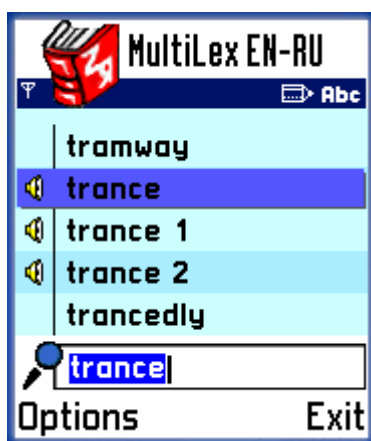 MultiLex EN-RU
Abc
tramway
trance
trance 1
trance 2
trancedly
trance
Options Exit